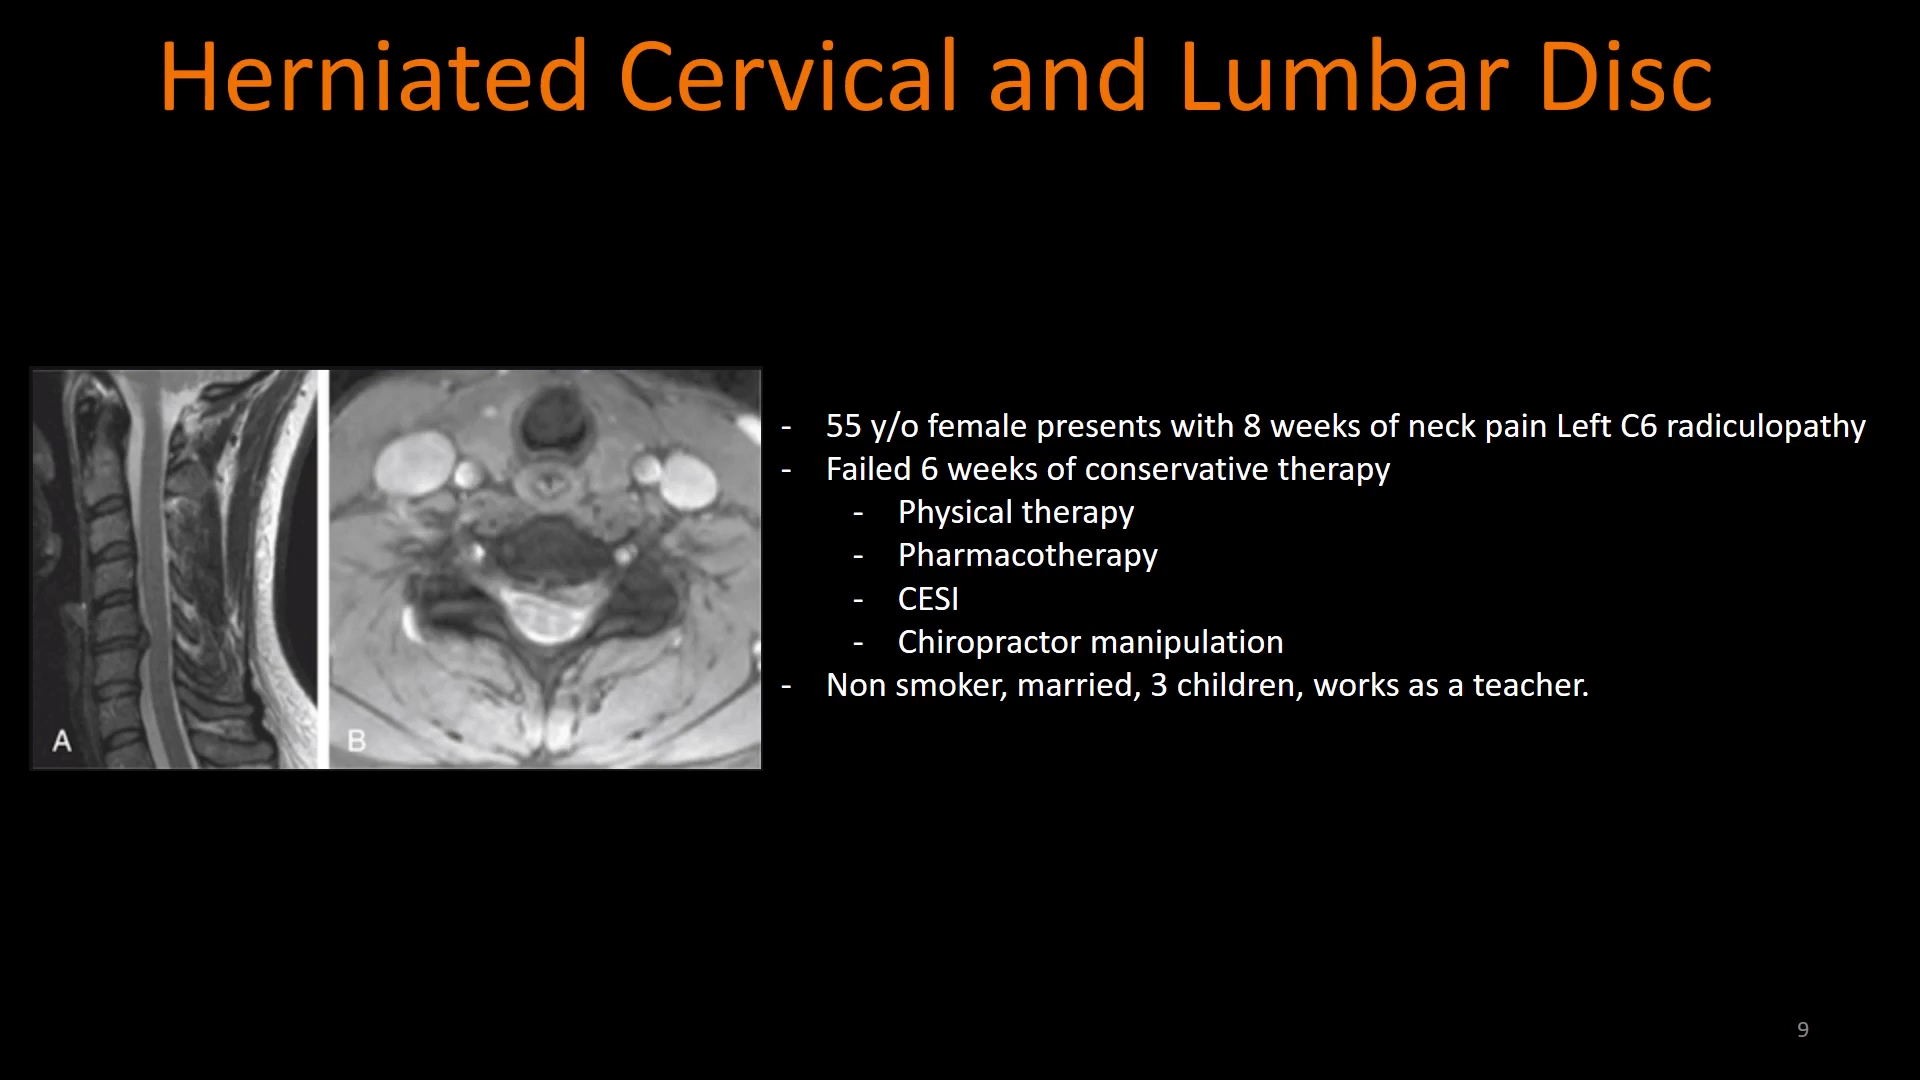 Herniated Cervical and Lumbar Disc
A
B
- 55 y/o female presents with 8 weeks of neck pain Left C6 radiculopathy
- Failed 6 weeks of conservative therapy
- Physical therapy
- Pharmacotherapy
- CESI
- Chiropractor manipulation
- Non smoker, married, 3 children, works as a teacher.
9